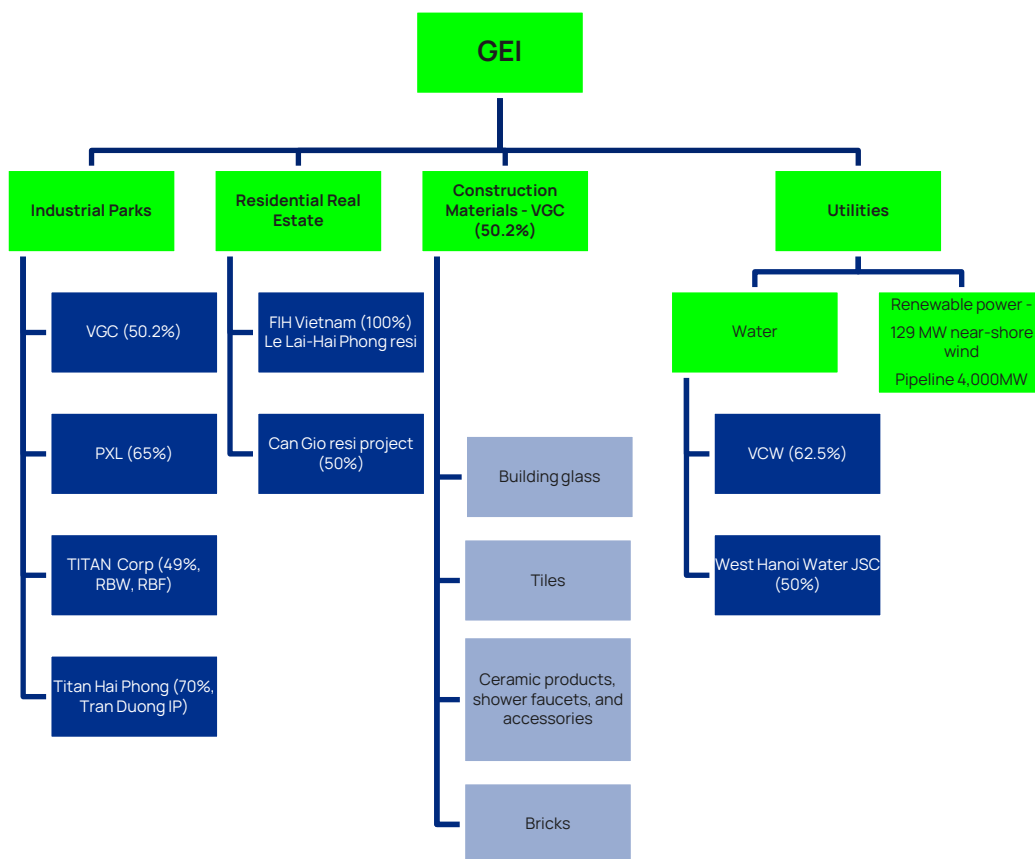 GEI
Industrial Parks
Residential Real
Estate
Construction
Materials - VGC
(50.2%)
Utilities
VGC (50.2%)
PXL (65%)
TITAN Corp (49%,
RBW, RBF)
Titan Hai Phong (70%,
Tran Duong IP)
FIH Vietnam (100%)
Le Lai-Hai Phong resi
Can Gio resi project
(50%)
Building glass
Tiles
Ceramic products,
shower faucets, and
accessories
Bricks
Water
VCW (62.5%)
West Hanoi Water JSC
(50%)
Renewable power -
129 MW near-shore
wind
Pipeline 4,000MW